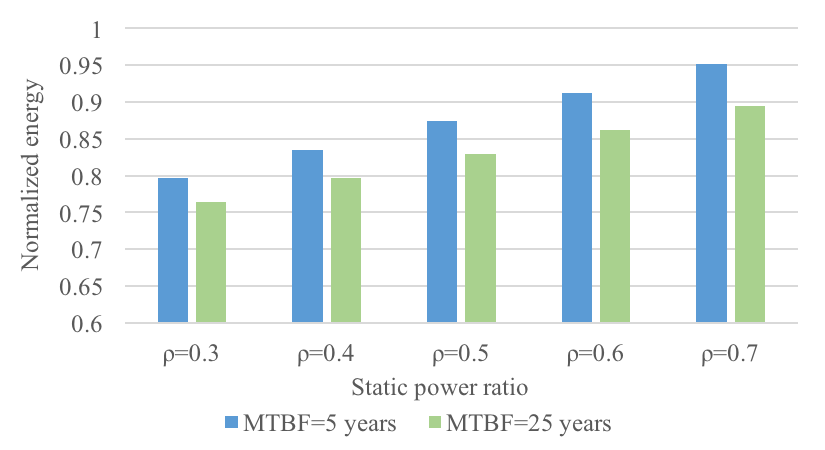 1
0.95
0.9
0.85
0.8
0.75
0.7
0.65
0.6
Normalized energy
ρ=0.3 ρ=0.4 ρ=0.5 ρ=0.6 ρ=0.7
Static power ratio
MTBF=5 years MTBF=25 years